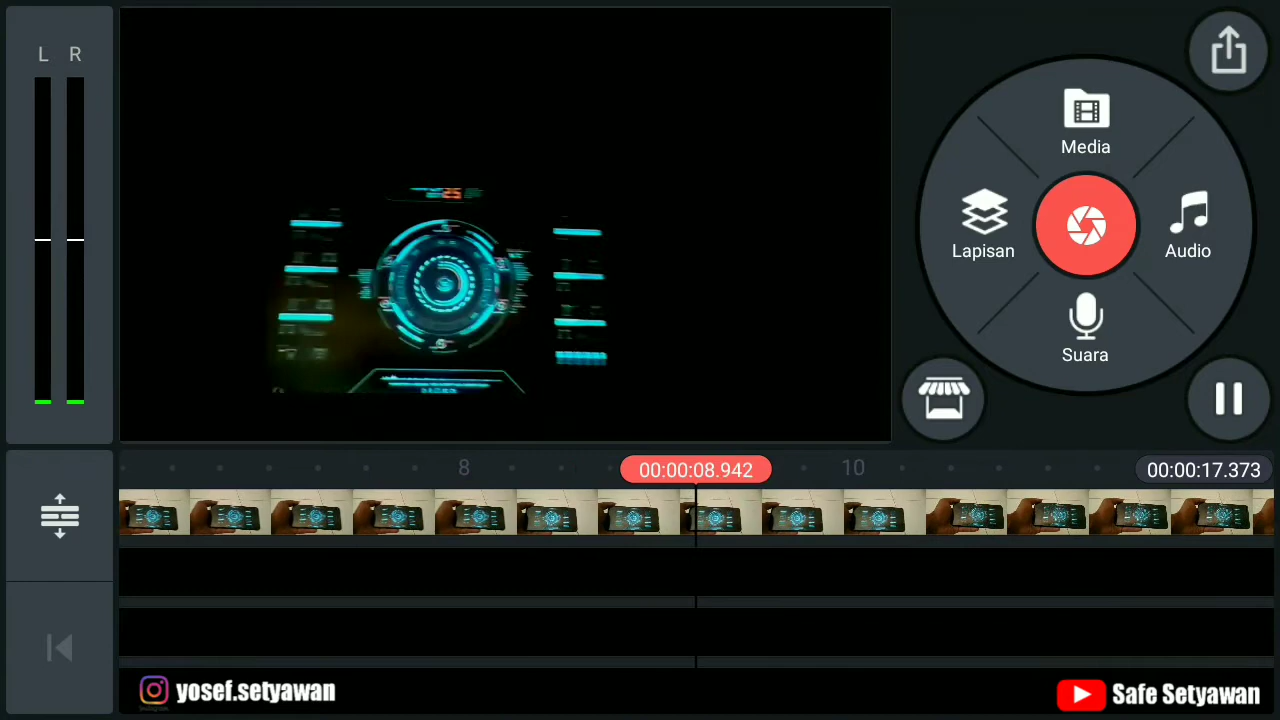 L R
Media
Lapisan
Audio
Suara
8
00:00:08.942
10
00:00:17.373
yosef.setyawan
Safe Setyawan